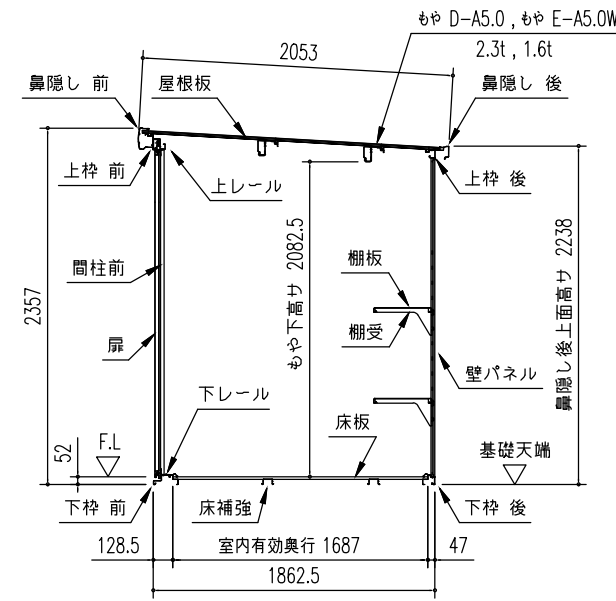 もや D-A5.0 , もや E-A5.0W
2.3t , 1.6t
2053
鼻隠し 前
屋根板
鼻隠し 後
上枠 前
上レール
上枠 後
2357
間柱前
もや下高サ 2082.5
棚板
棚受
鼻隠し後上面高サ 2238
扉
壁パネル
下レール
床板
52
F.L
基礎天端
下枠 前
床補強
下枠 後
128.5
室内有効奥行 1687
47
1862.5